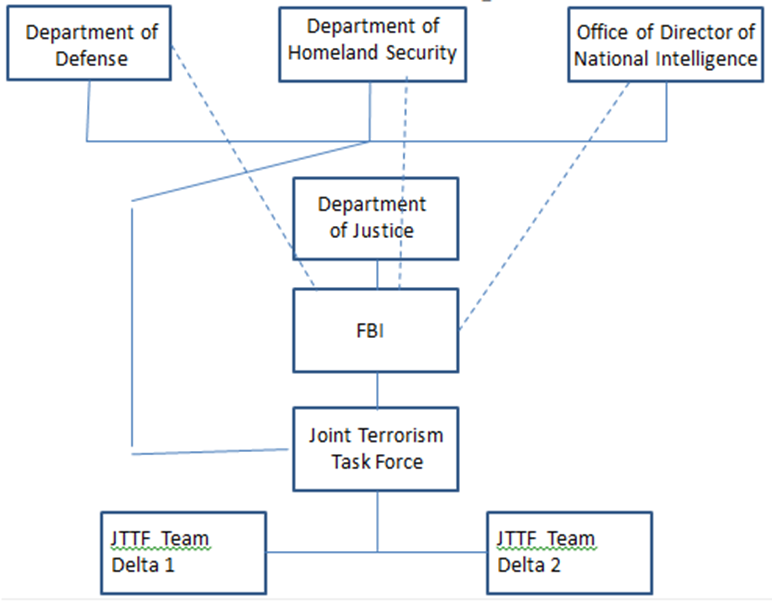 Department of
Defense
Department of
Homeland Security
Office of Director of
National Intelligence
Department
of Justice
FBI
Joint Terrorism
Task Force
JTTF Team
Delta 1
JTTF Team
Delta 2